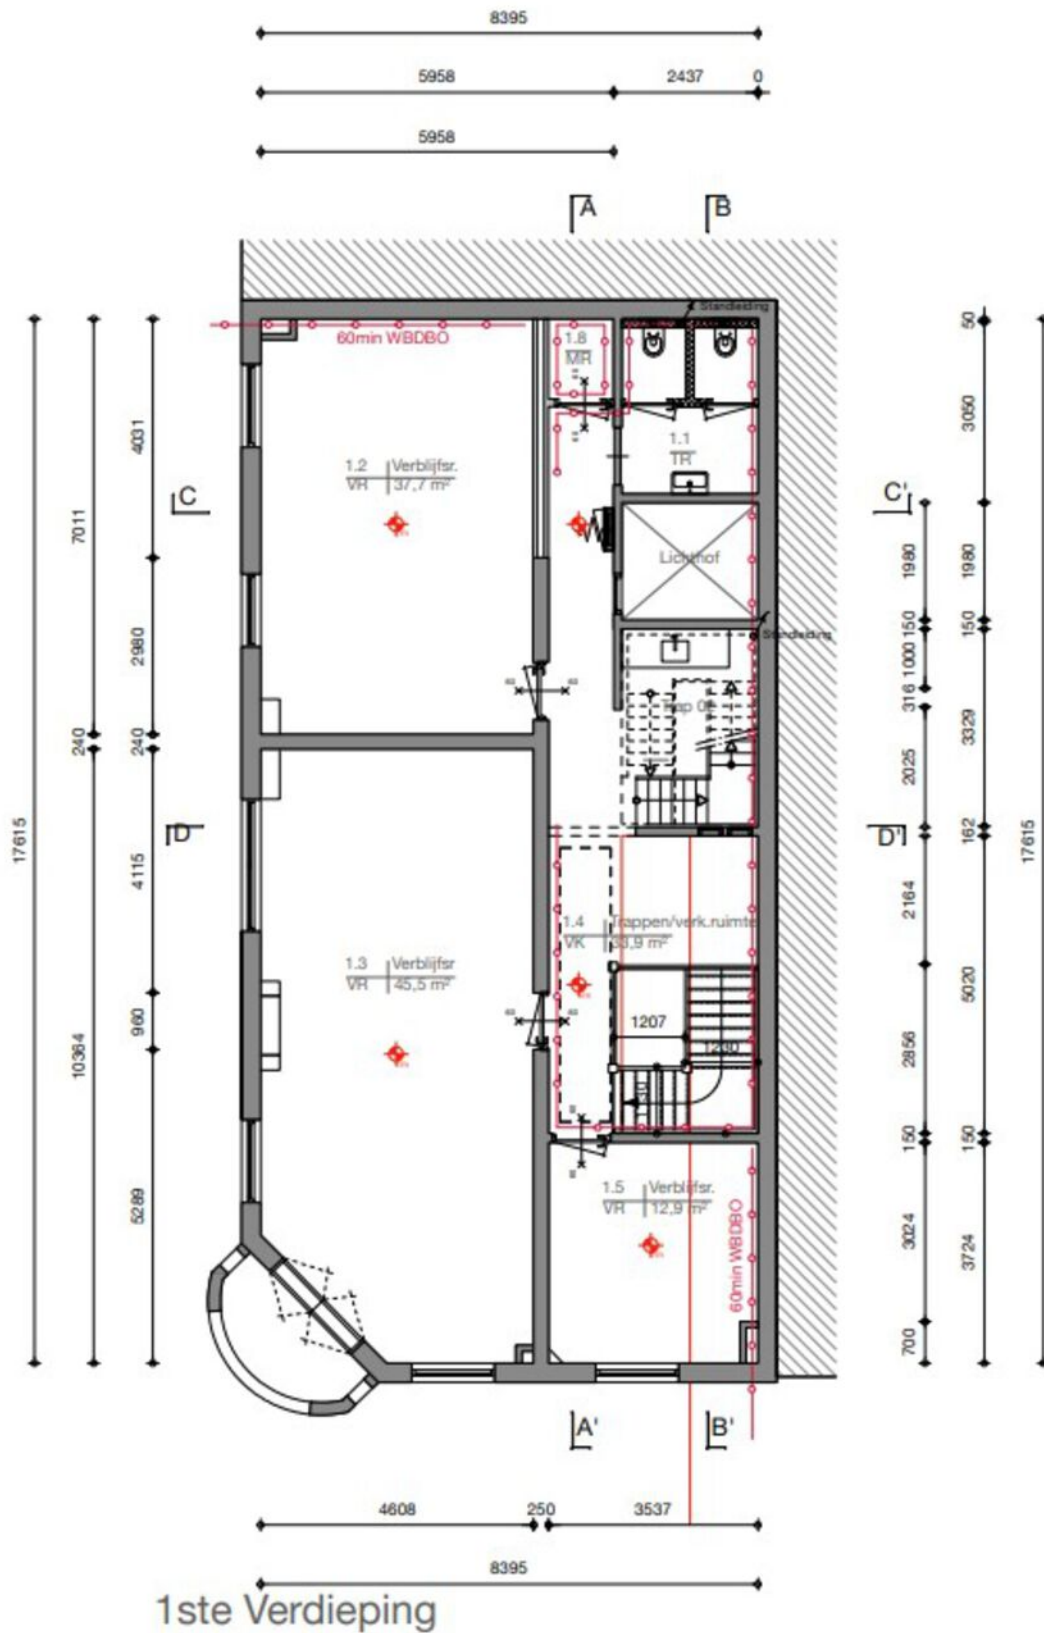 8395
5958 2437 0
5958
A B
Standleiding
60min WBDBO
1.8
MR
1.1
TR
1.2 Verblijfsr.
VR 37,7 m²
C C'
Lichthof
Standleiding
Trap 0
D D'
1.4 Trappen/verk.ruimte
VK 33,9 m²
1.3 Verblijfsr
VR 45,5 m²
1207
1230
1.5 Verblijfsr.
VR 12,9 m²
60min WBDBO
A' B'
17615
7011
240
10364
4031
2980
240
4115
960
5289
1980
150
1000
316
2025
2164
2856
150
3024
700
50
3050
1980
150
3329
162
5020
150
3724
17615
4608 250 3537
8395
1ste Verdieping